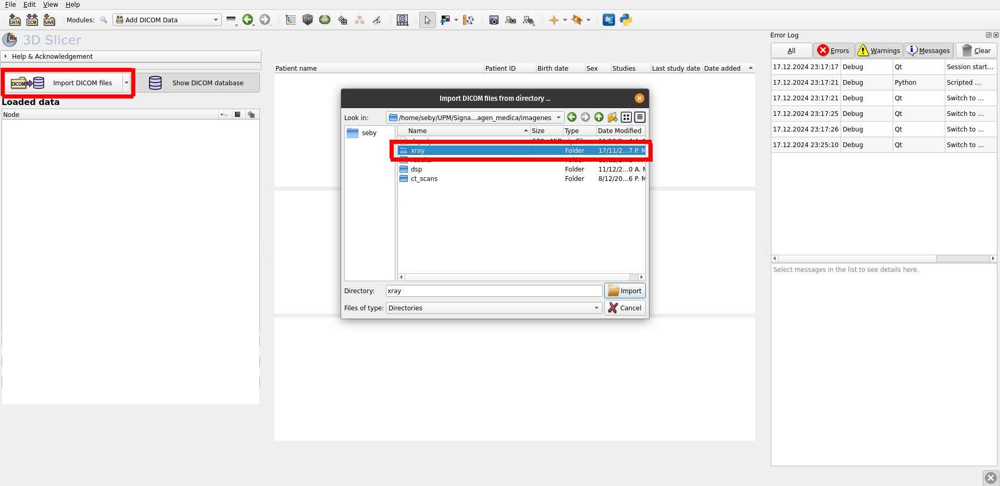 File Edit View Help
DATA DCM SAVE Modules: Add DICOM Data
3D Slicer
Help & Acknowledgement
DICOM Import DICOM files Show DICOM database
Loaded data
Node
Patient name Patient ID Birth date Sex Studies Last study date Date added
Import DICOM files from directory ...
Look in: /home/seby/UPM/Signa...agen_medica/imagenes
seby
Name Size Type Date Modified
xray Folder 17/11/2...7 P. M
results
dsp Folder 11/12/2...0 A. M
ct_scans Folder 8/12/20...6 P. M
Directory: xray Import
Files of type: Directories Cancel
Error Log
All Errors Warnings Messages Clear
17.12.2024 23:17:17 Debug Qt Session start...
17.12.2024 23:17:21 Debug Python Scripted ...
17.12.2024 23:17:21 Debug Qt Switch to ...
17.12.2024 23:17:25 Debug Qt Switch to ...
17.12.2024 23:17:26 Debug Qt Switch to ...
17.12.2024 23:25:10 Debug Qt Switch to ...
Select messages in the list to see details here.